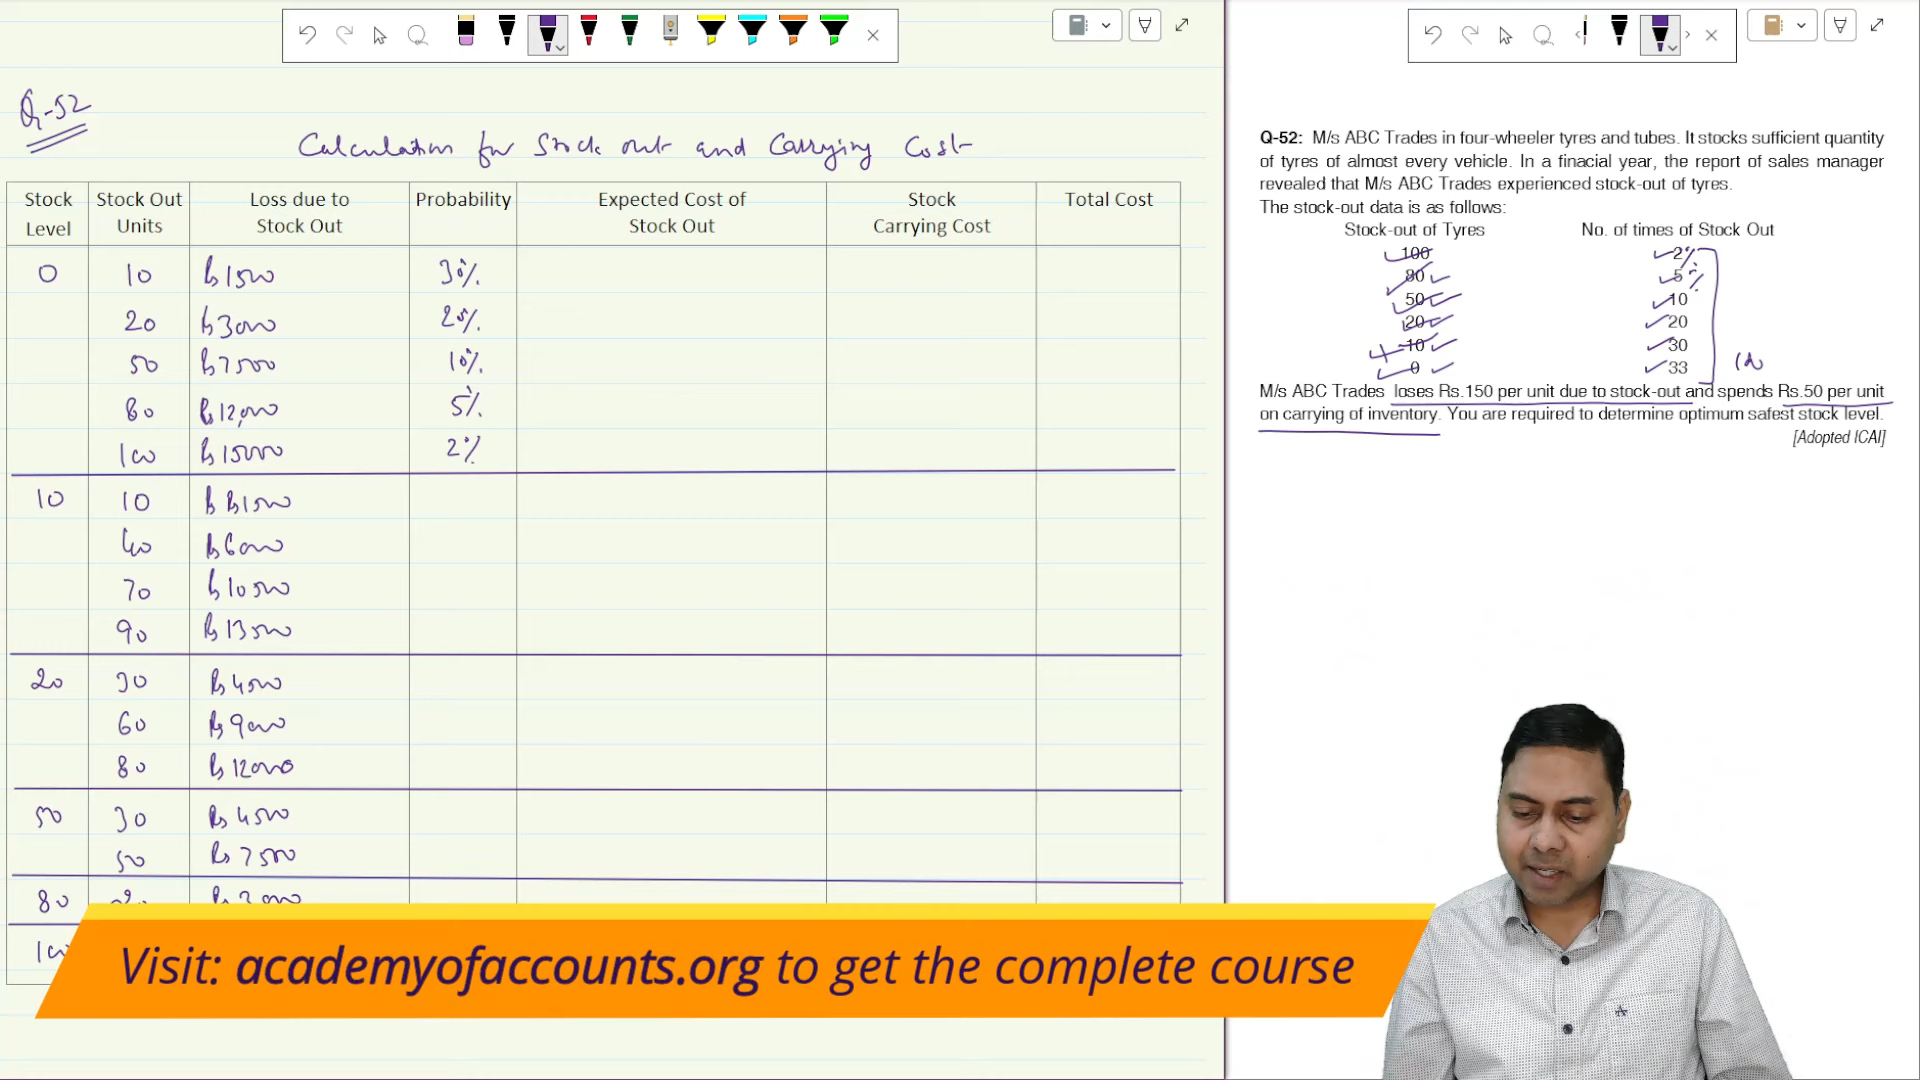 Q-52
Calculation for Stock out and Carrying Cost
Stock Level | Stock Out Units | Loss due to Stock Out | Probability | Expected Cost of Stock Out | Stock Carrying Cost | Total Cost
0 10 Rs 1500 30%
20 Rs 3000 20%
50 Rs 7500 10%
80 Rs 12,000 5%
100 Rs 15000 2%
10 10 Rs Rs 1500
40 Rs 6000
70 Rs 10500
90 Rs 13500
20 30 Rs 4500
60 Rs 9000
80 Rs 12000
50 30 Rs 4500
50 Rs 7500
80 20 Rs 3000
100
Q-52: M/s ABC Trades in four-wheeler tyres and tubes. It stocks sufficient quantity
of tyres of almost every vehicle. In a finacial year, the report of sales manager
revealed that M/s ABC Trades experienced stock-out of tyres.
The stock-out data is as follows:
Stock-out of Tyres No. of times of Stock Out
100 2%
80 5%
50 10
20 20
10 30
0 33
100
M/s ABC Trades loses Rs.150 per unit due to stock-out and spends Rs.50 per unit
on carrying of inventory. You are required to determine optimum safest stock level.
[Adopted ICAI]
Visit: academyofaccounts.org to get the complete course